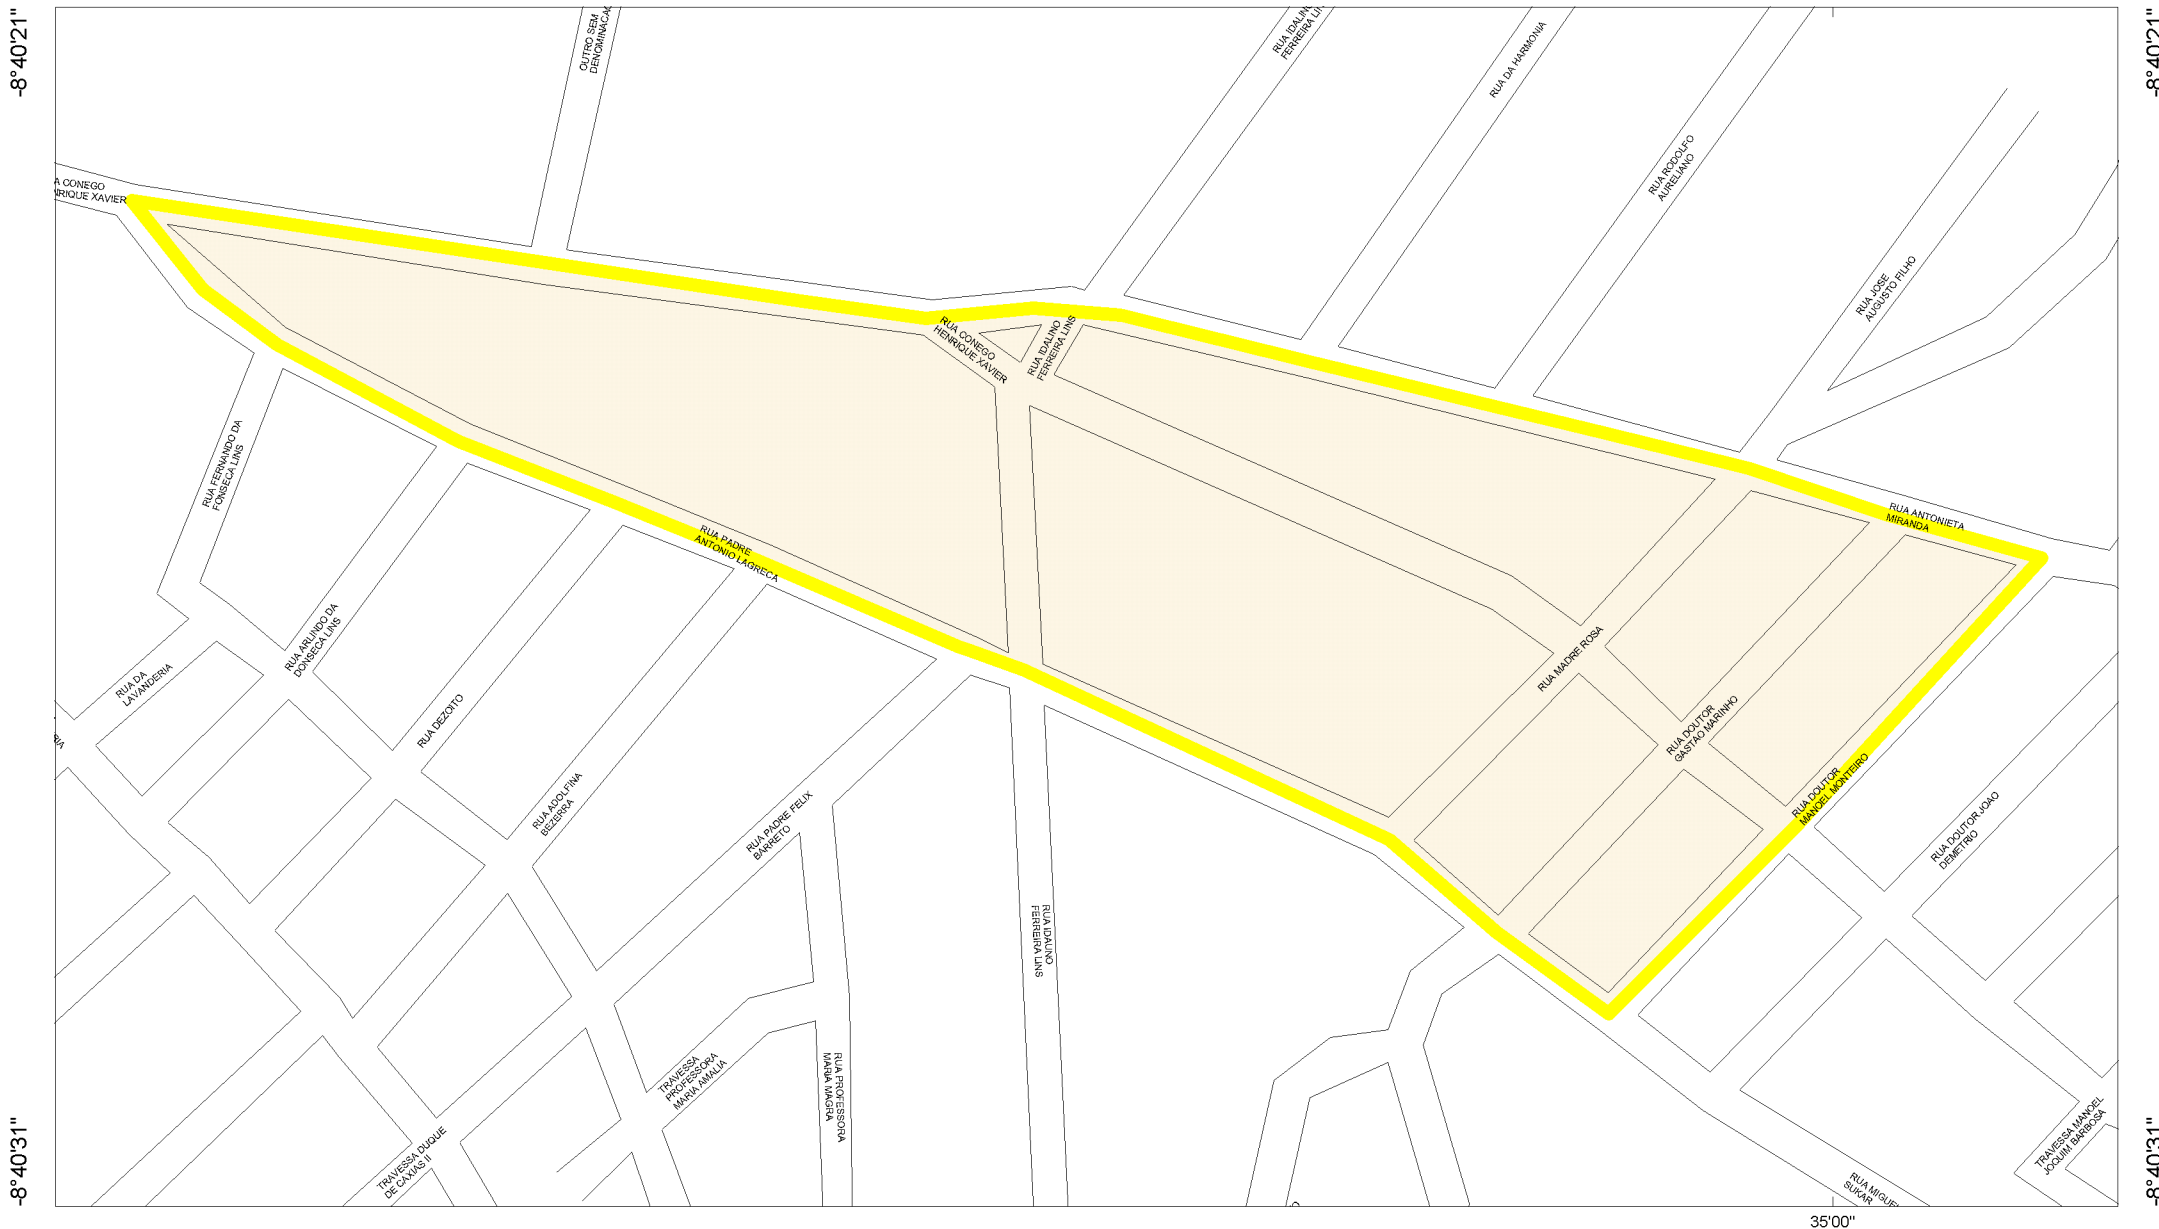 -8°40'21"
-8°40'21"
OUTRO SEM
RUA IDALINO
RUA DA HARMONIA
RUA RODOLFO
AURELIANO
A CONEGO
RIQUE XAVIER
RUA JOSE
AUGUSTO FILHO
RUA CONEGO
HENRIQUE XAVIER
RUA IDALINO
FERREIRA LINS
RUA FERNANDO DA
FONSECA LINS
RUA ANTONIETA
MIRANDA
RUA PADRE
ANTONIO LAGRECA
RUA ARLINDO DA
DONSECA LINS
RUA MADRE ROSA
RUA DA
LAVANDERIA
RUA DEZOITO
RUA DOUTOR
GASTAO MARINHO
RUA DOUTOR
MANOEL MONTEIRO
RUA ADOLFINA
BEZERRA
RUA PADRE FELIX
BARRETO
RUA DOUTOR JOAO
DEMETRIO
RUA IDALINO
FERREIRA LINS
TRAVESSA
PROFESSORA
MARIA AMALIA
RUA PROFESSORA
MARIA MAGRA
TRAVESSA DUQUE
DE CAXIAS II
TRAVESSA MANOEL
JOQUIM BARBOSA
RUA MIGUE
SUKAR
-8°40'31"
-8°40'31"
35'00"